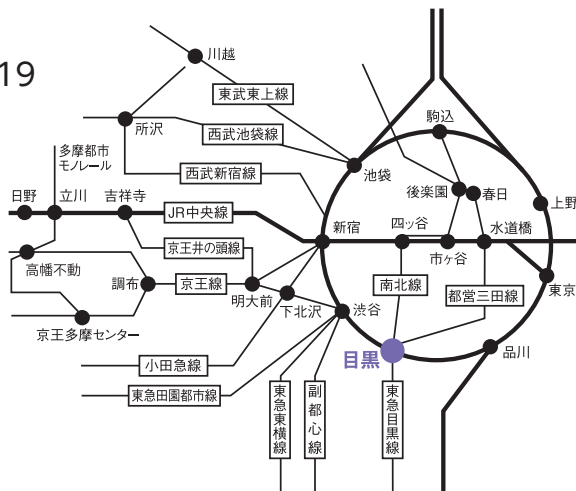 19
川越
東武東上線
所沢
西武池袋線
駒込
多摩都市
モノレール
西武新宿線
池袋
後楽園
春日
上野
日野
立川
吉祥寺
JR中央線
新宿
四ッ谷
水道橋
京王井の頭線
市ヶ谷
高幡不動
調布
京王線
明大前
下北沢
渋谷
南北線
都営三田線
東京
京王多摩センター
目黒
品川
小田急線
東急田園都市線
東急東横線
副都心線
東急目黒線